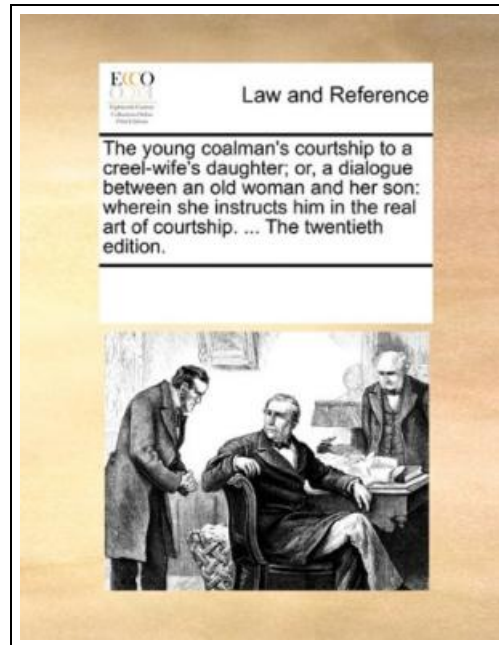 ECCO
Law and Reference
The young coalman's courtship to a
creel-wife's daughter; or, a dialogue
between an old woman and her son:
wherein she instructs him in the real
art of courtship. ... The twentieth
edition.